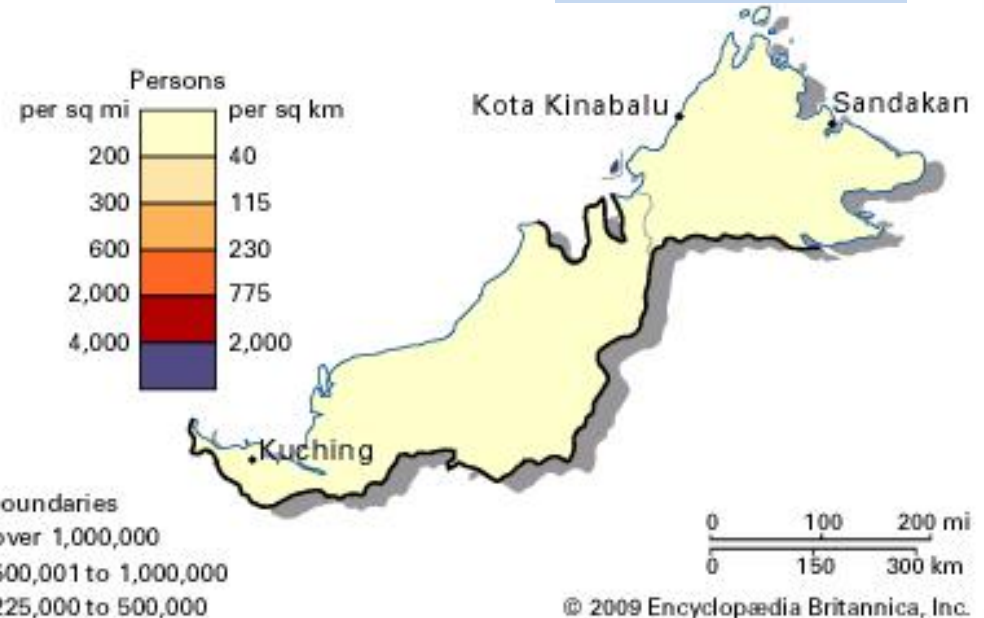 Persons
per sq mi per sq km
200 40
300 115
600 230
2,000 775
4,000 2,000
Kota Kinabalu
Sandakan
Kuching
oundaries
over 1,000,000
500,001 to 1,000,000
225,000 to 500,000
0 100 200 mi
0 150 300 km
© 2009 Encyclopædia Britannica, Inc.